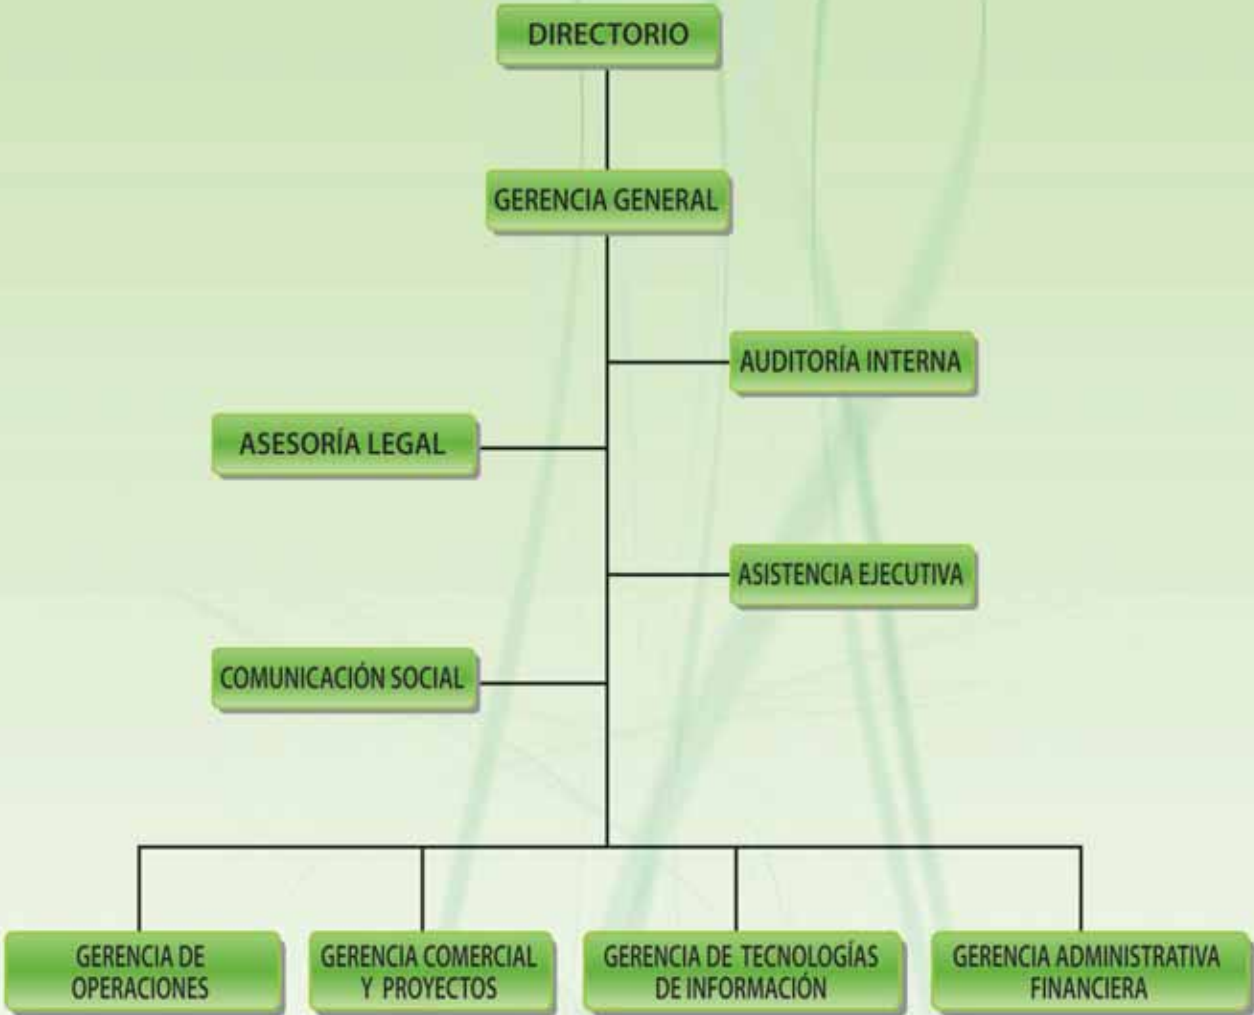 DIRECTORIO
GERENCIA GENERAL
AUDITORÍA INTERNA
ASESORÍA LEGAL
ASISTENCIA EJECUTIVA
COMUNICACIÓN SOCIAL
GERENCIA DE
OPERACIONES
GERENCIA COMERCIAL
Y PROYECTOS
GERENCIA DE TECNOLOGÍAS
DE INFORMACIÓN
GERENCIA ADMINISTRATIVA
FINANCIERA